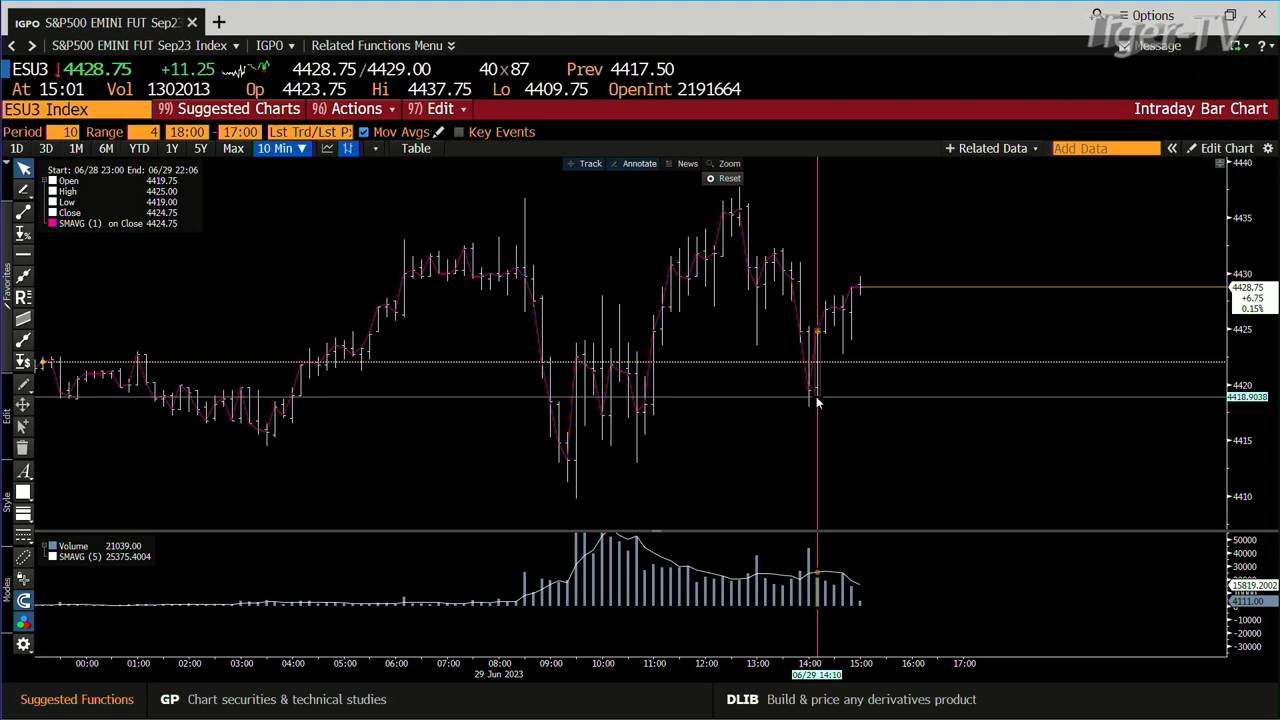 IGPO S&P500 EMINI FUT Sep23
Options
Tiger-TV
S&P500 EMINI FUT Sep23 Index IGPO Related Functions Menu
Message
ESU3 4428.75 +11.25 4428.75/4429.00 40x87 Prev 4417.50
At 15:01 Vol 1302013 Op 4423.75 Hi 4437.75 Lo 4409.75 OpenInt 2191664
ESU3 Index 99) Suggested Charts 96) Actions 97) Edit Intraday Bar Chart
Period 10 Range 4 18:00 - 17:00 Lst Trd/Lst P: Mov Avgs Key Events
1D 3D 1M 6M YTD 1Y 5Y Max 10 Min Table + Related Data Add Data Edit Chart
Track Annotate News Zoom
Reset
Start: 06/28 23:00 End: 06/29 22:06
Open 4419.75
High 4425.00
Low 4419.00
Close 4424.75
SMAVG (1) on Close 4424.75
Favorites
Edit
Style
Modes
4440
4435
4430
4428.75
+6.75
0.15%
4425
4420
4418.9038
4415
4410
Volume 21039.00
SMAVG (5) 25375.4004
50000
40000
30000
15819.2002
4111.00
0
-10000
-20000
-30000
00:00 01:00 02:00 03:00 04:00 05:00 06:00 07:00 08:00 09:00 10:00 11:00 12:00 13:00 14:00 15:00 16:00 17:00
29 Jun 2023
06/29 14:10
Suggested Functions GP Chart securities & technical studies DLIB Build & price any derivatives product